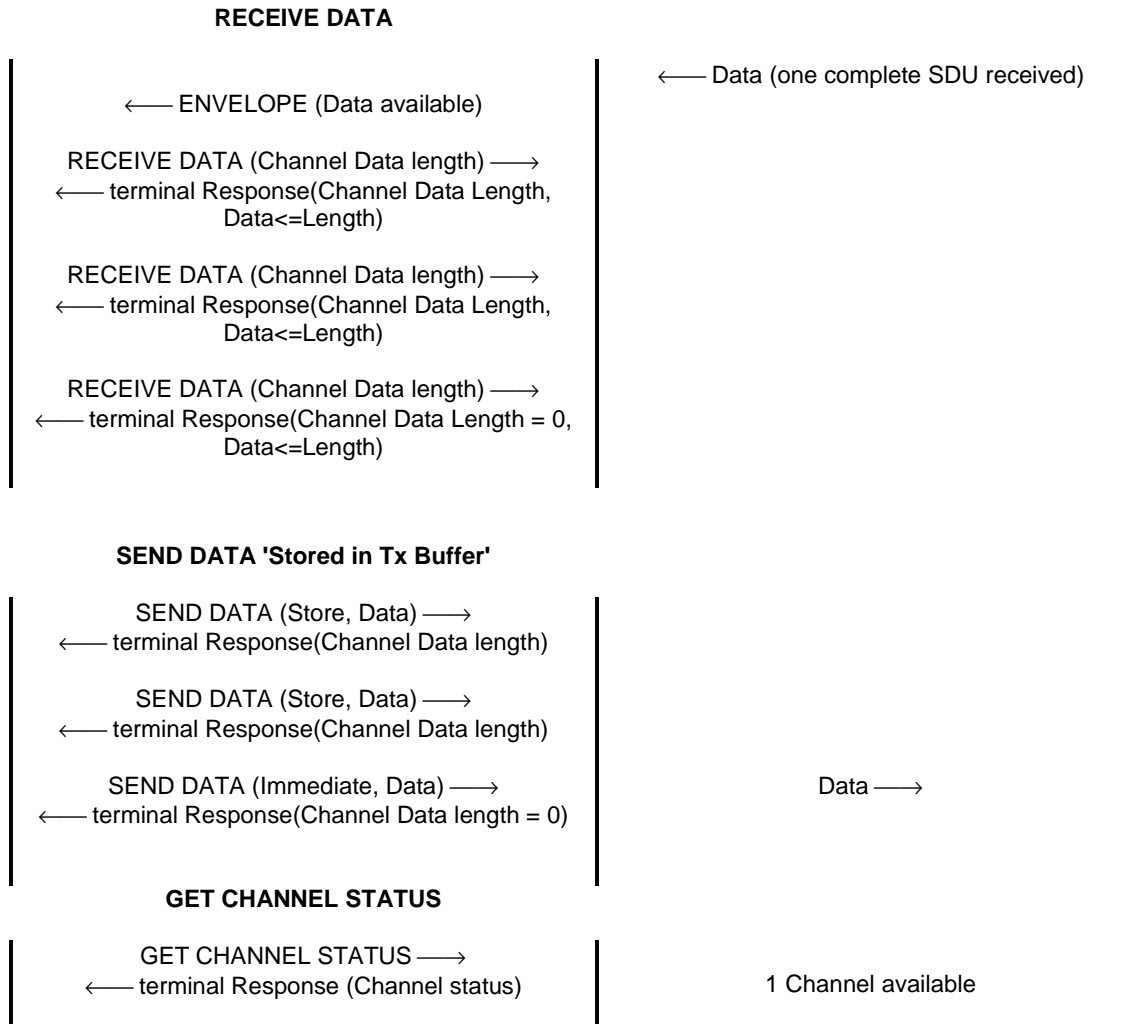 RECEIVE DATA
←── Data (one complete SDU received)
←── ENVELOPE (Data available)
RECEIVE DATA (Channel Data length) ──→
←── terminal Response(Channel Data Length,
Data<=Length)
RECEIVE DATA (Channel Data length) ──→
←── terminal Response(Channel Data Length,
Data<=Length)
RECEIVE DATA (Channel Data length) ──→
←── terminal Response(Channel Data Length = 0,
Data<=Length)
SEND DATA 'Stored in Tx Buffer'
SEND DATA (Store, Data) ──→
←── terminal Response(Channel Data length)
SEND DATA (Store, Data) ──→
←── terminal Response(Channel Data length)
SEND DATA (Immediate, Data) ──→
Data ──→
←── terminal Response(Channel Data length = 0)
GET CHANNEL STATUS
GET CHANNEL STATUS ──→
←── terminal Response (Channel status)
1 Channel available